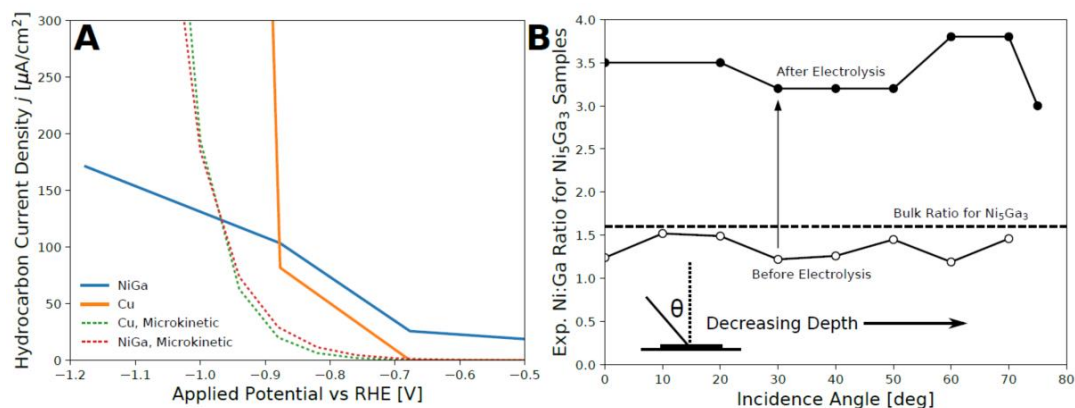 A
Hydrocarbon Current Density j [μA/cm²]
300
250
200
150
100
50
0
NiGa
Cu
Cu, Microkinetic
NiGa, Microkinetic
−1.2 −1.1 −1.0 −0.9 −0.8 −0.7 −0.6 −0.5
Applied Potential vs RHE [V]
B
Exp. Ni:Ga Ratio for Ni₅Ga₃ Samples
4.0
3.5
3.0
2.5
2.0
1.5
1.0
0.5
0.0
After Electrolysis
Bulk Ratio for Ni₅Ga₃
Before Electrolysis
θ
Decreasing Depth
0 10 20 30 40 50 60 70 80
Incidence Angle [deg]